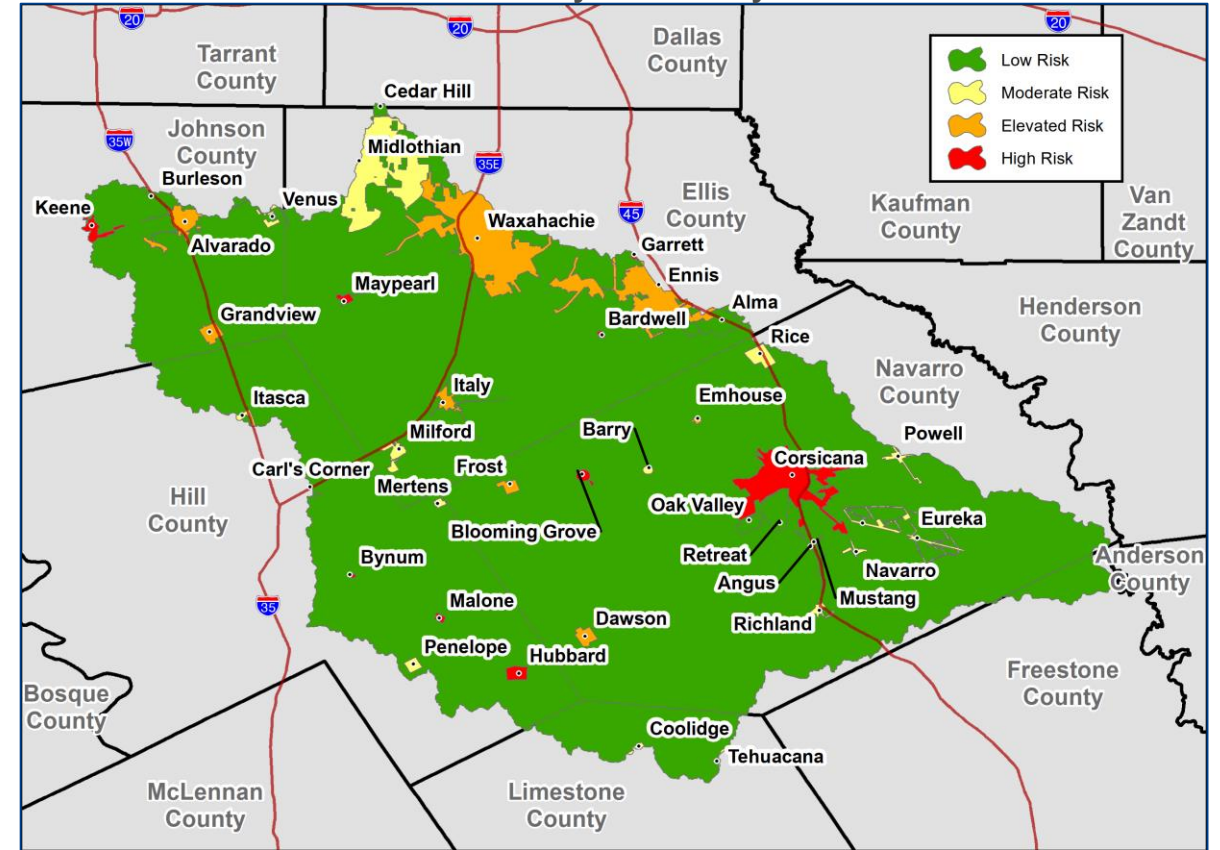 20
20
20
Tarrant
County
Dallas
County
Low Risk
Moderate Risk
Elevated Risk
High Risk
Cedar Hill
Johnson
County
35W
Midlothian
35E
Burleson
Venus
Keene
Alvarado
Ellis
County
45
Kaufman
County
Van
Zandt
County
Waxahachie
Garrett
Ennis
Maypearl
Alma
Bardwell
Grandview
Rice
Henderson
County
Navarro
County
Itasca
Italy
Emhouse
Milford
Barry
Powell
Carl's Corner
Frost
Corsicana
Mertens
Hill
County
Oak Valley
Blooming Grove
Eureka
Retreat
Bynum
Navarro
Anderson
County
Angus
Mustang
35
Malone
Dawson
Richland
Penelope
Hubbard
Freestone
County
Bosque
County
Coolidge
Tehuacana
McLennan
County
Limestone
County